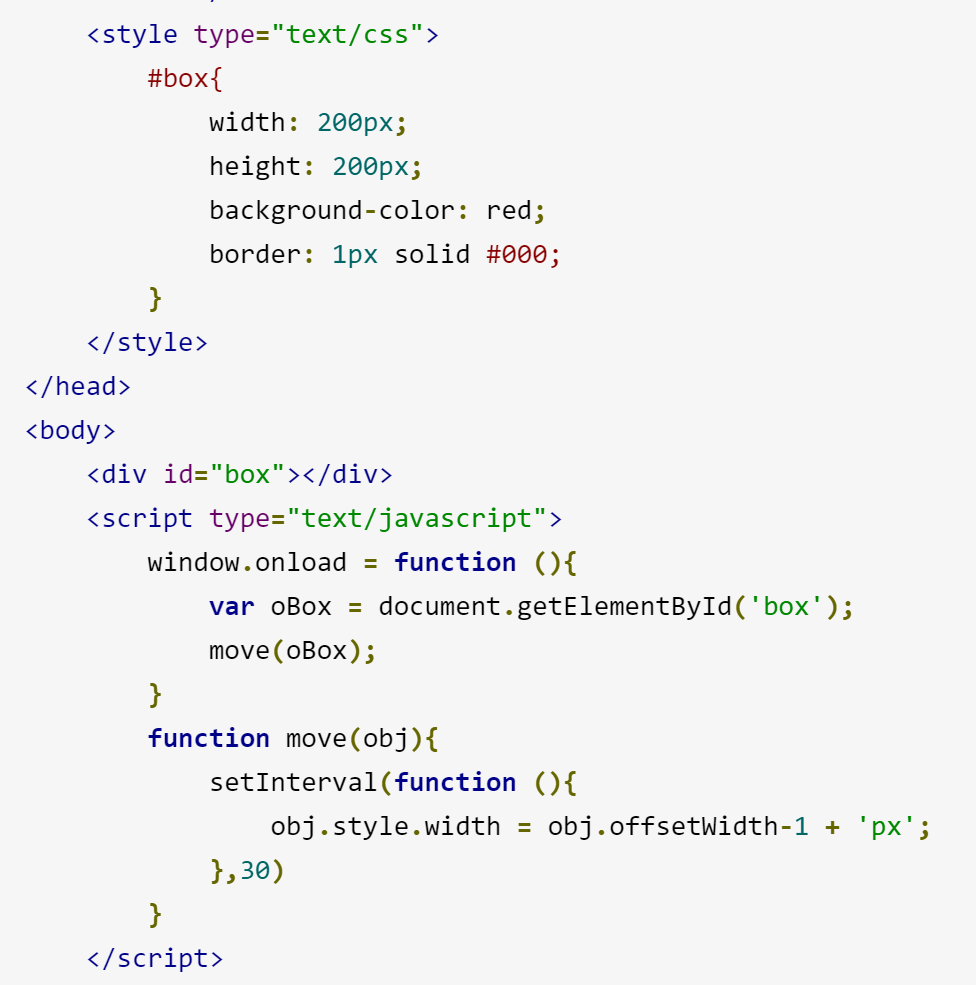 <style type="text/css">
#box{
width: 200px;
height: 200px;
background-color: red;
border: 1px solid #000;
}
</style>
</head>
<body>
<div id="box"></div>
<script type="text/javascript">
window.onload = function (){
var oBox = document.getElementById('box');
move(oBox);
}
function move(obj){
setInterval(function (){
obj.style.width = obj.offsetWidth-1 + 'px';
},30)
}
</script>